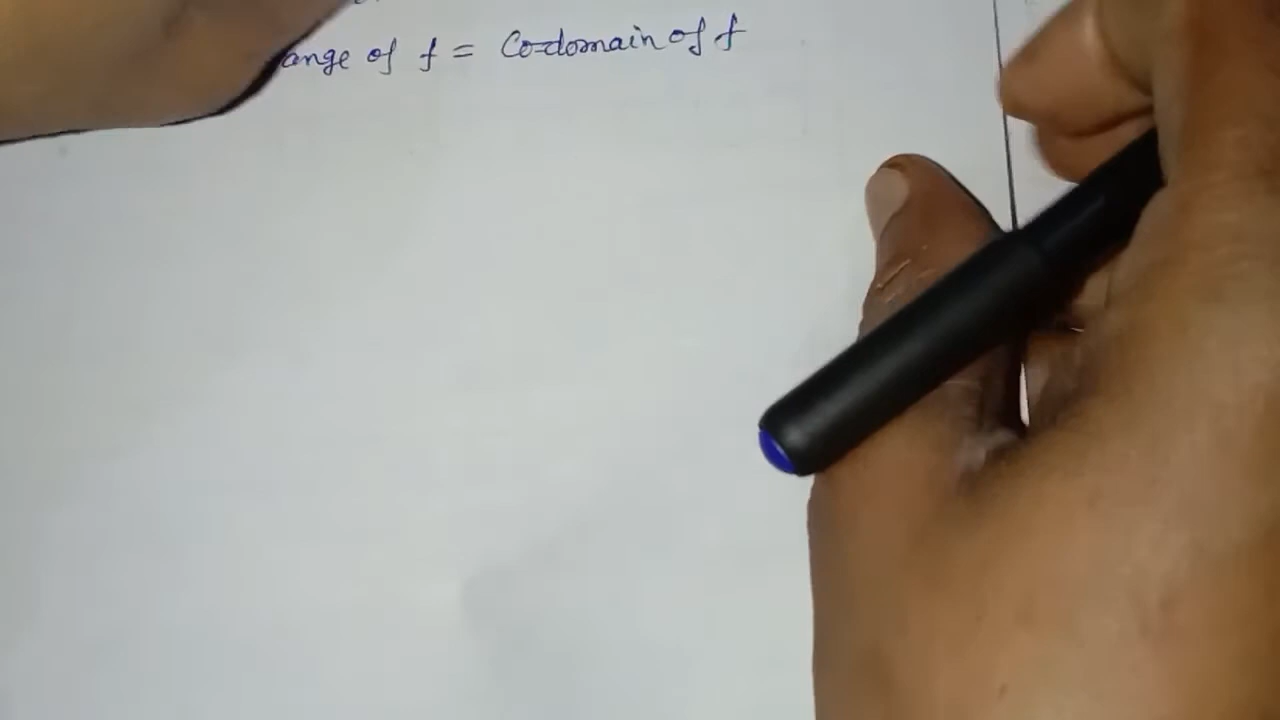 ange of f = Co-domain of f